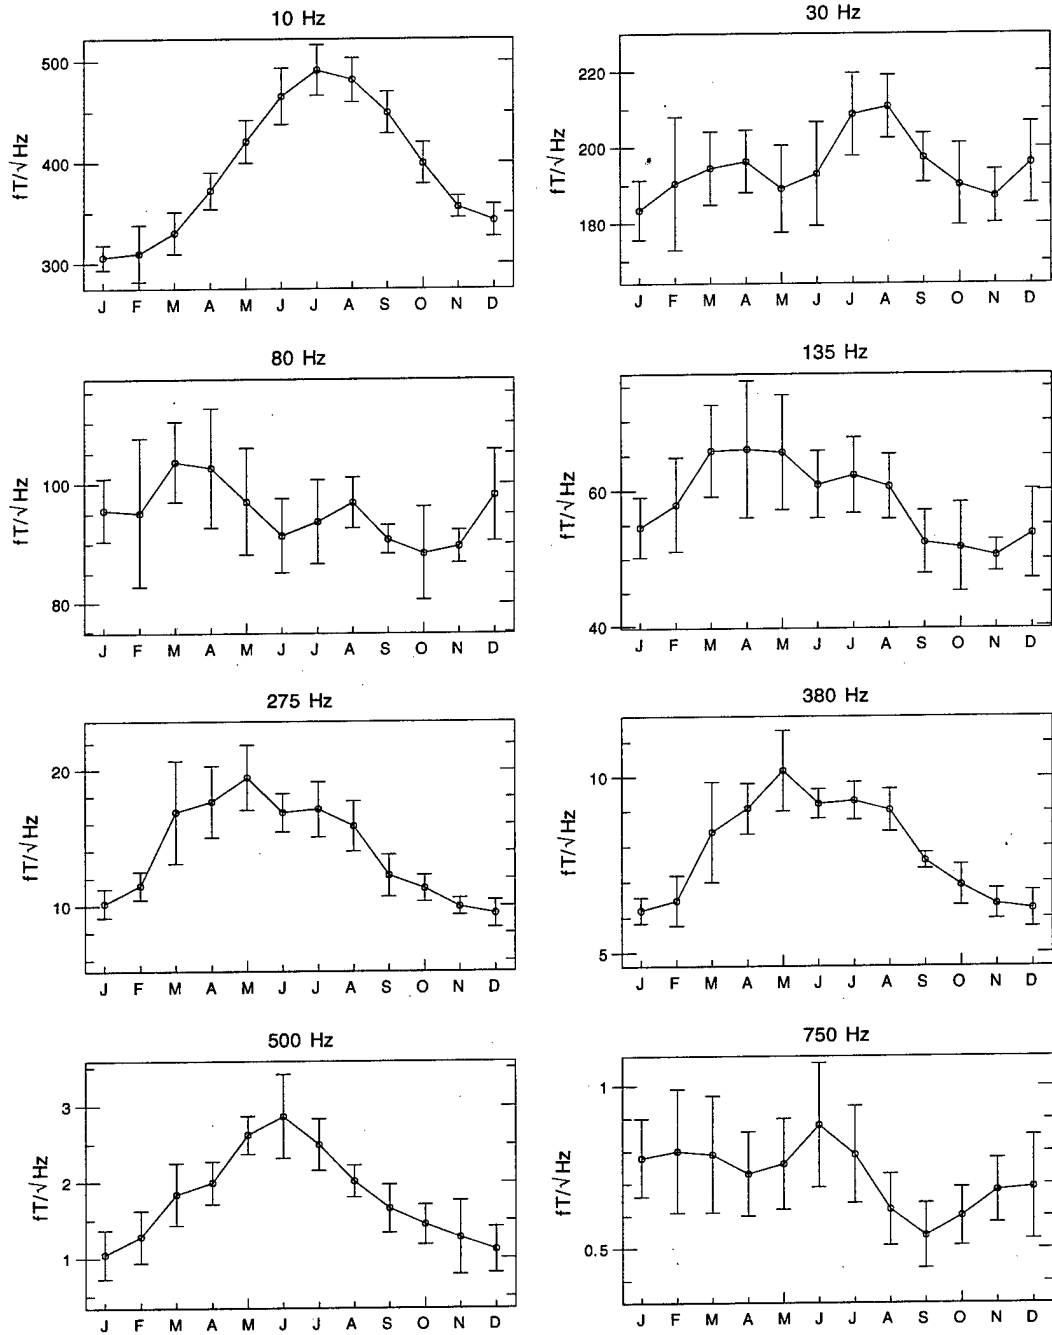 10 Hz
fT/√Hz
500
400
300
J F M A M J J A S O N D
30 Hz
fT/√Hz
220
200
180
J F M A M J J A S O N D
80 Hz
fT/√Hz
100
80
J F M A M J J A S O N D
135 Hz
fT/√Hz
60
40
J F M A M J J A S O N D
275 Hz
fT/√Hz
20
10
J F M A M J J A S O N D
380 Hz
fT/√Hz
10
5
J F M A M J J A S O N D
500 Hz
fT/√Hz
3
2
1
J F M A M J J A S O N D
750 Hz
fT/√Hz
1
0.5
J F M A M J J A S O N D